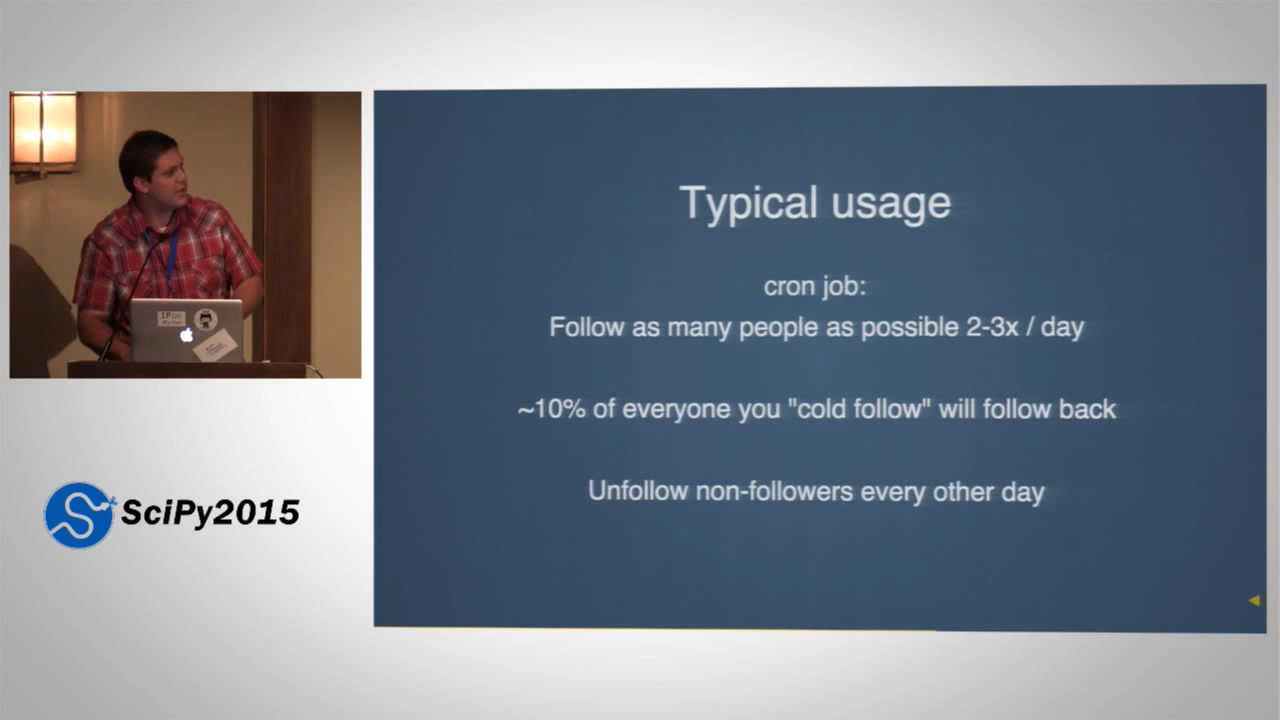 Typical usage
cron job:
Follow as many people as possible 2-3x / day
~10% of everyone you "cold follow" will follow back
Unfollow non-followers every other day
SciPy2015